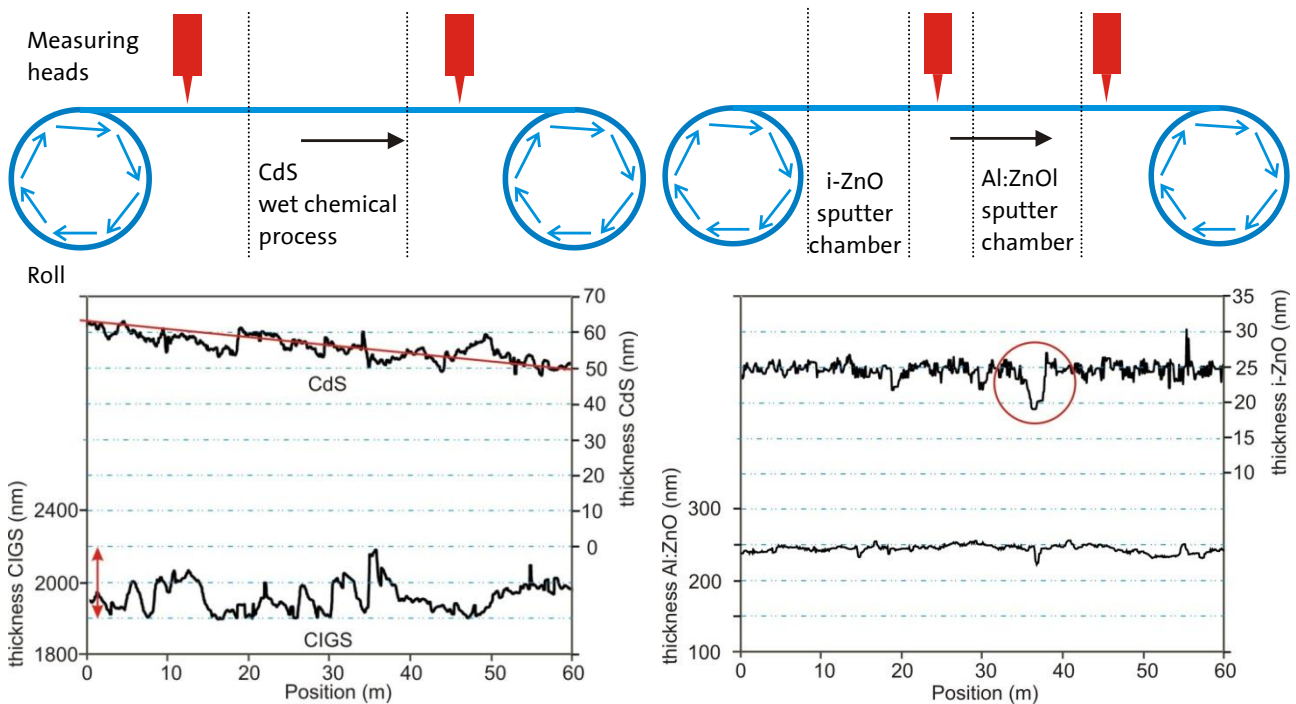 Measuring
heads
CdS
wet chemical
process
Roll
i-ZnO
sputter
chamber
Al:ZnOl
sputter
chamber
70
60
50
40
30
20
10
0
thickness CdS (nm)
CdS
2400
2000
1800
thickness CIGS (nm)
CIGS
0
10
20
30
40
50
60
Position (m)
35
30
25
20
15
10
thickness i-ZnO (nm)
300
200
100
thickness Al:ZnO (nm)
0
10
20
30
40
50
60
Position (m)